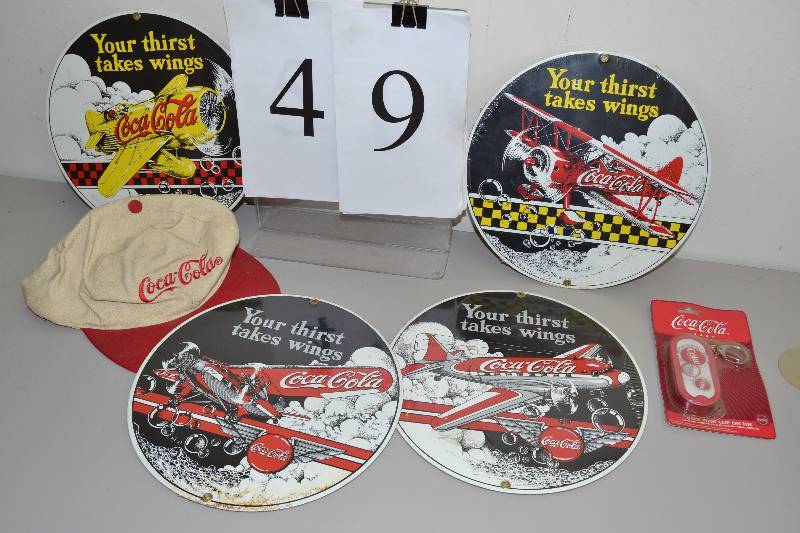 Your thirst
takes wings
Coca-Cola
4 9
Your thirst
takes wings
Coca-Cola
Coca-Cola®
Your thirst
takes wings
Coca-Cola
Coca-Cola
Your thirst
takes wings
Coca-Cola
Coca-Cola
Coca-Cola